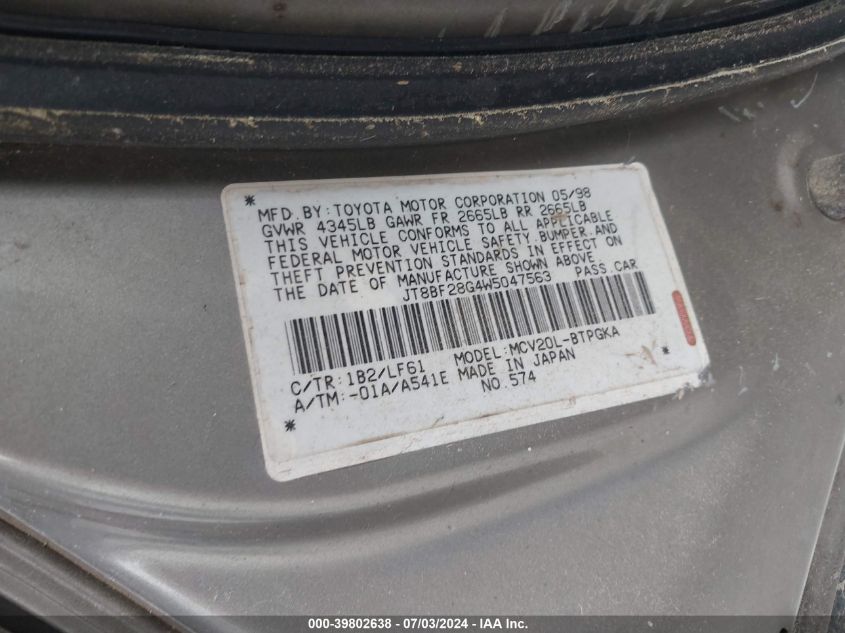 MFD. BY: TOYOTA MOTOR CORPORATION 05/98
GVWR 4345LB GAWR FR 2665LB RR 2665LB
THIS VEHICLE CONFORMS TO ALL APPLICABLE
FEDERAL MOTOR VEHICLE SAFETY, BUMPER, AND
THEFT PREVENTION STANDARDS IN EFFECT ON
THE DATE OF MANUFACTURE SHOWN ABOVE.
JT8BF28G4W5047563 PASS. CAR
C/TR: 1B2/LF61 MODEL: MCV20L-BTPGKA
A/TM: -01A/A541E MADE IN JAPAN
NO. 574
000-39802638 - 07/03/2024 - IAA Inc.